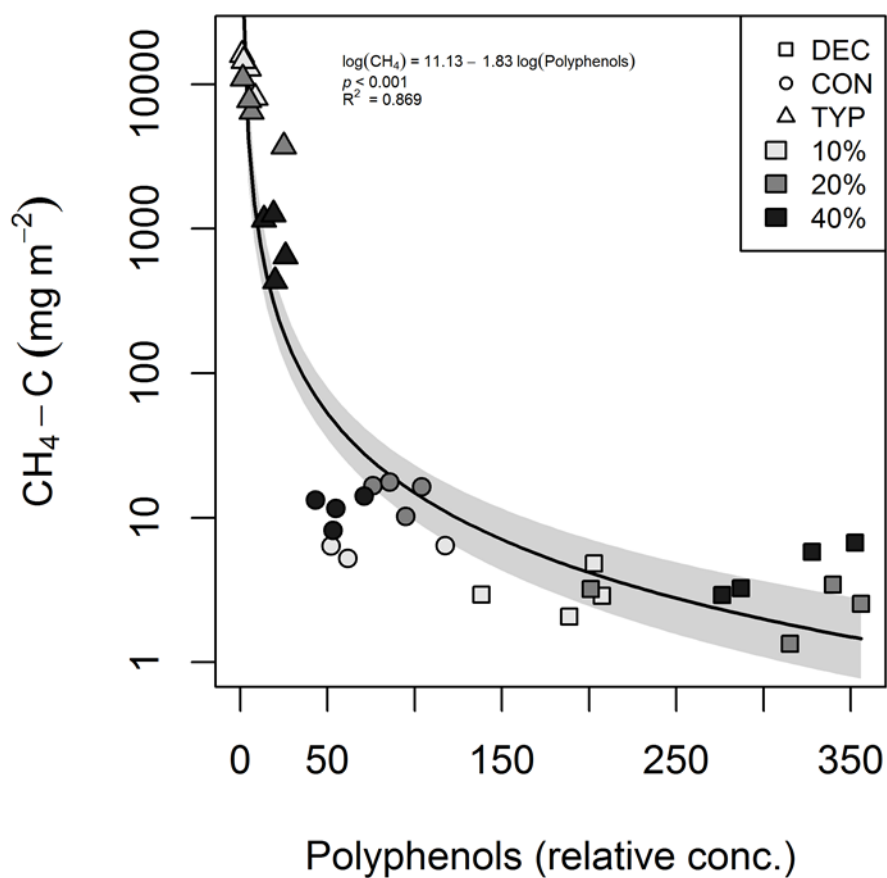 log(CH₄) = 11.13 − 1.83 log(Polyphenols)
p < 0.001
R² = 0.869
DEC
CON
TYP
10%
20%
40%
CH₄ – C (mg m⁻²)
10000
1000
100
10
1
0 50 150 250 350
Polyphenols (relative conc.)